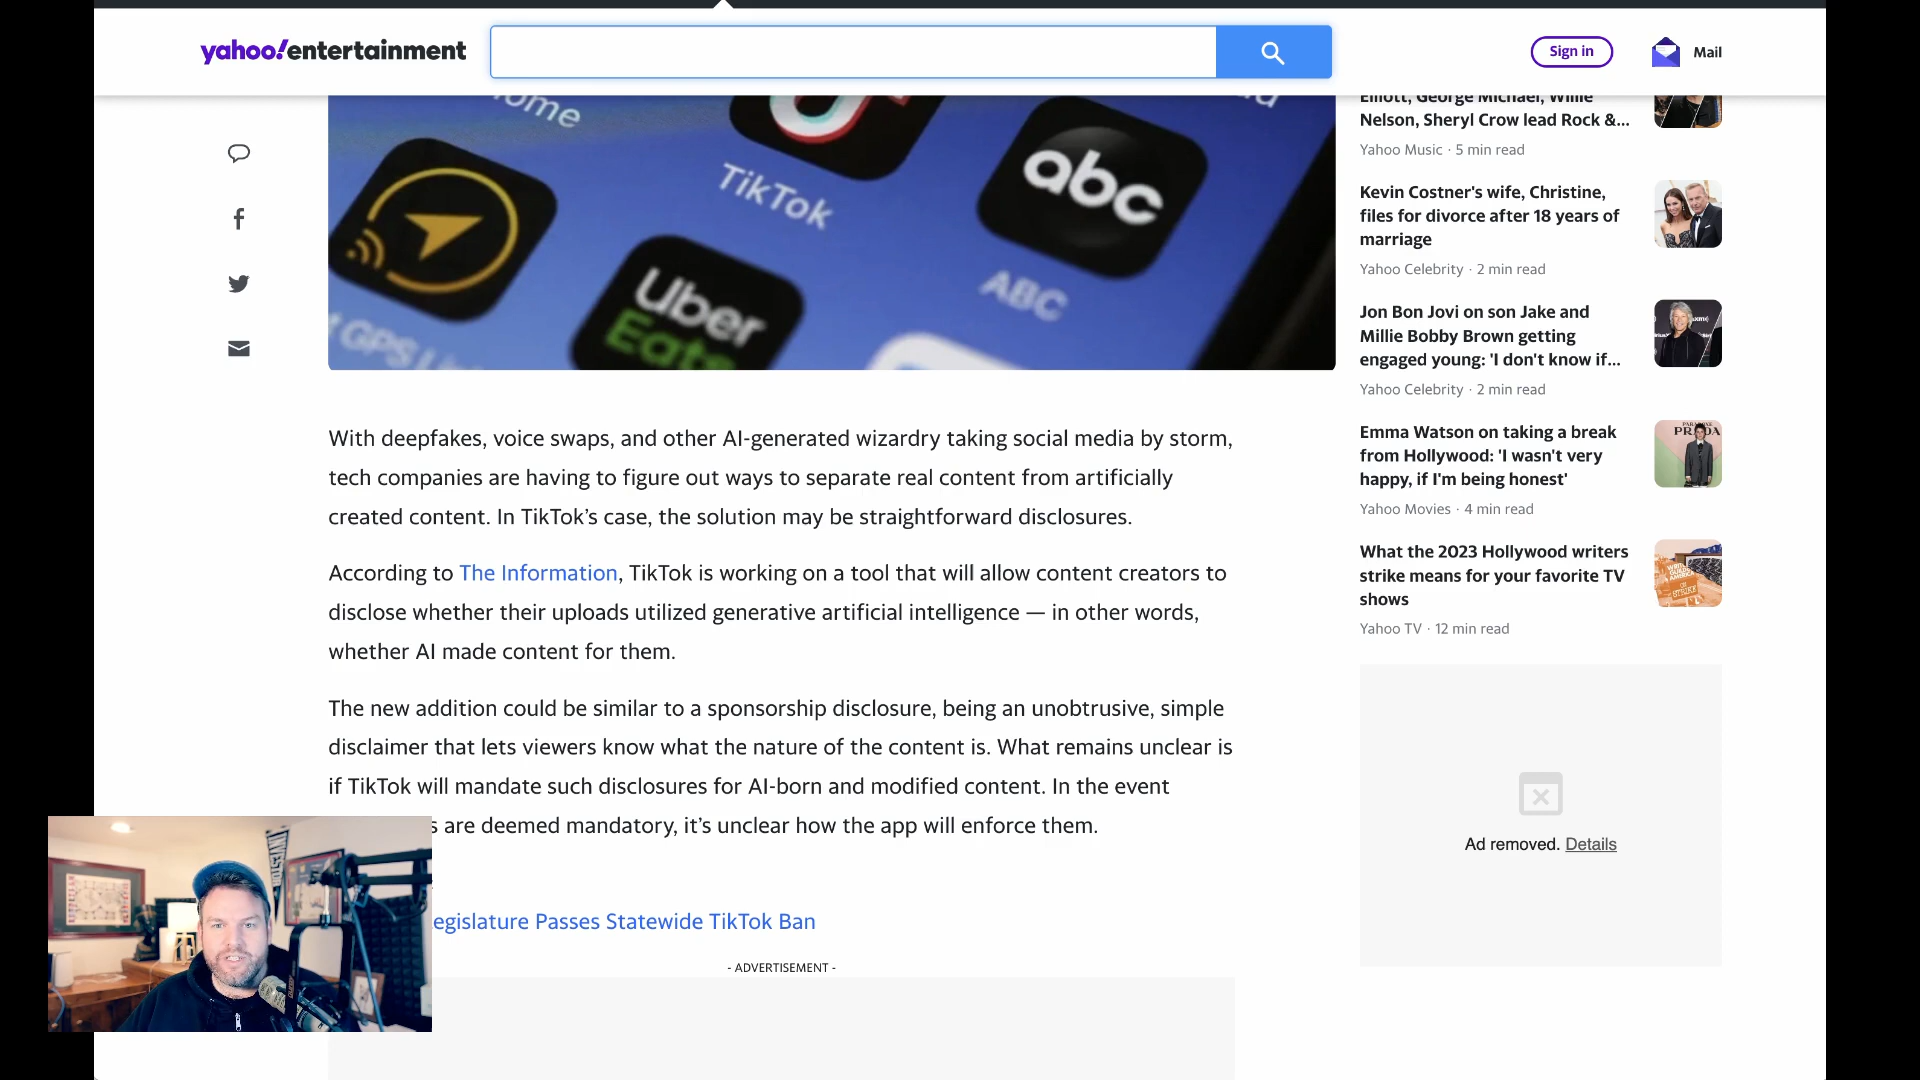 yahoo!entertainment
Sign in
Mail
ome
TikTok
abc
ABC
Uber
Eats
GPS
With deepfakes, voice swaps, and other AI-generated wizardry taking social media by storm,
tech companies are having to figure out ways to separate real content from artificially
created content. In TikTok’s case, the solution may be straightforward disclosures.
According to The Information, TikTok is working on a tool that will allow content creators to
disclose whether their uploads utilized generative artificial intelligence — in other words,
whether AI made content for them.
The new addition could be similar to a sponsorship disclosure, being an unobtrusive, simple
disclaimer that lets viewers know what the nature of the content is. What remains unclear is
if TikTok will mandate such disclosures for AI-born and modified content. In the event
s are deemed mandatory, it’s unclear how the app will enforce them.
egislature Passes Statewide TikTok Ban
- ADVERTISEMENT -
Elliott, George Michael, Willie
Nelson, Sheryl Crow lead Rock &...
Yahoo Music · 5 min read
Kevin Costner's wife, Christine,
files for divorce after 18 years of
marriage
Yahoo Celebrity · 2 min read
Jon Bon Jovi on son Jake and
Millie Bobby Brown getting
engaged young: 'I don't know if...
Yahoo Celebrity · 2 min read
Emma Watson on taking a break
from Hollywood: 'I wasn't very
happy, if I'm being honest'
Yahoo Movies · 4 min read
PRADA
What the 2023 Hollywood writers
strike means for your favorite TV
shows
Yahoo TV · 12 min read
Ad removed. Details
INVESTOR